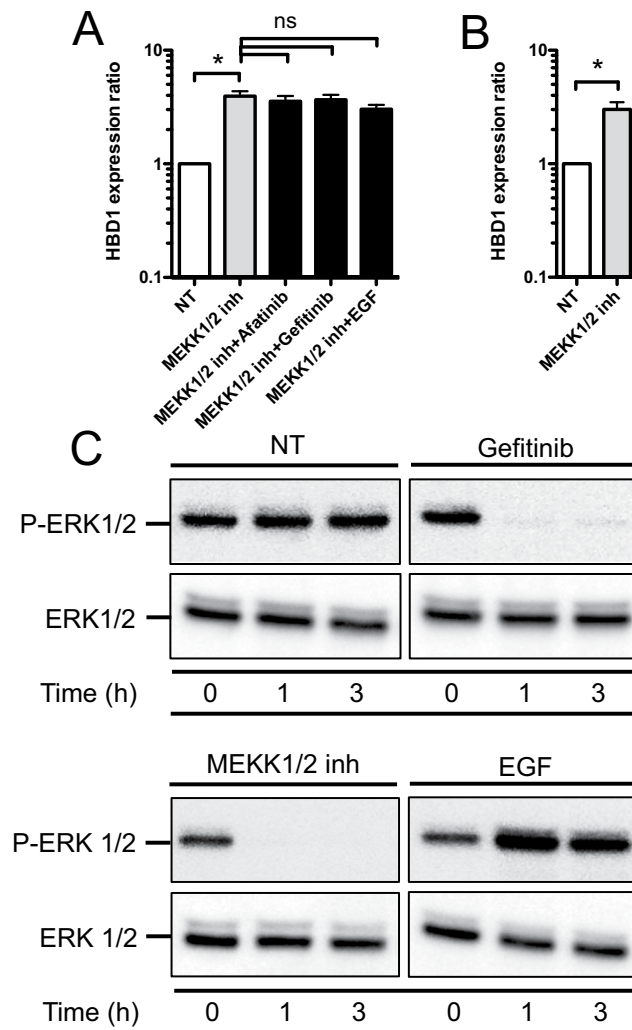 A
HBD1 expression ratio
10
1
0.1
*
ns
NT
MEKK1/2 inh
MEKK1/2 inh+Afatinib
MEKK1/2 inh+Gefitinib
MEKK1/2 inh+EGF
B
HBD1 expression ratio
10
1
0.1
*
NT
MEKK1/2 inh
C
NT
Gefitinib
P-ERK1/2
ERK1/2
Time (h) 0 1 3 0 1 3
MEKK1/2 inh
EGF
P-ERK 1/2
ERK 1/2
Time (h) 0 1 3 0 1 3